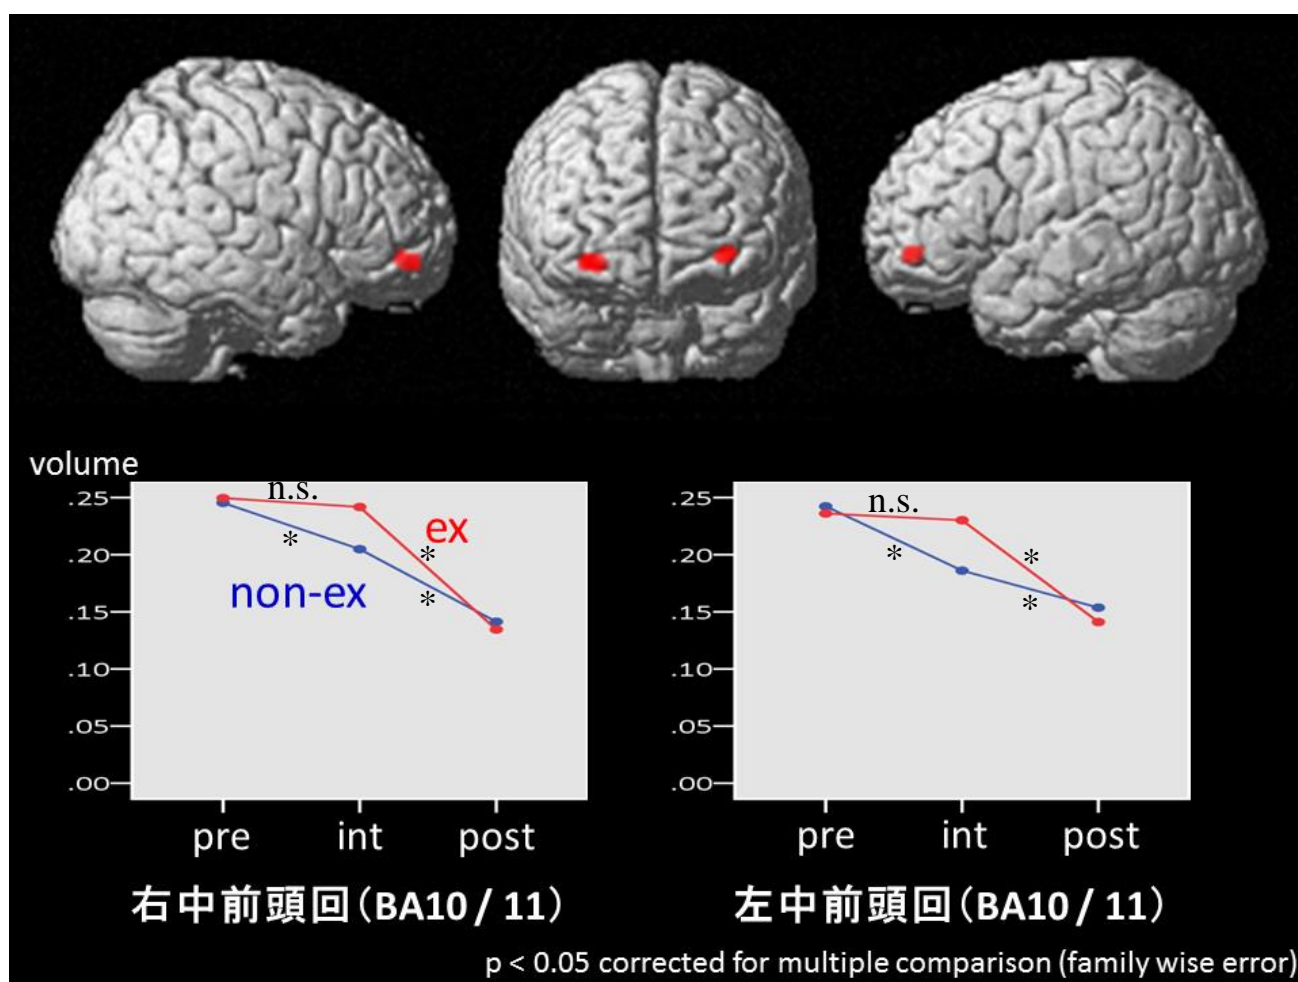 volume
.25
.20
.15
.10
.05
.00
n.s.
*
*
*
ex
non-ex
pre int post
右中前頭回（BA10 / 11）
.25
.20
.15
.10
.05
.00
n.s.
*
*
*
pre int post
左中前頭回（BA10 / 11）
p < 0.05 corrected for multiple comparison (family wise error)